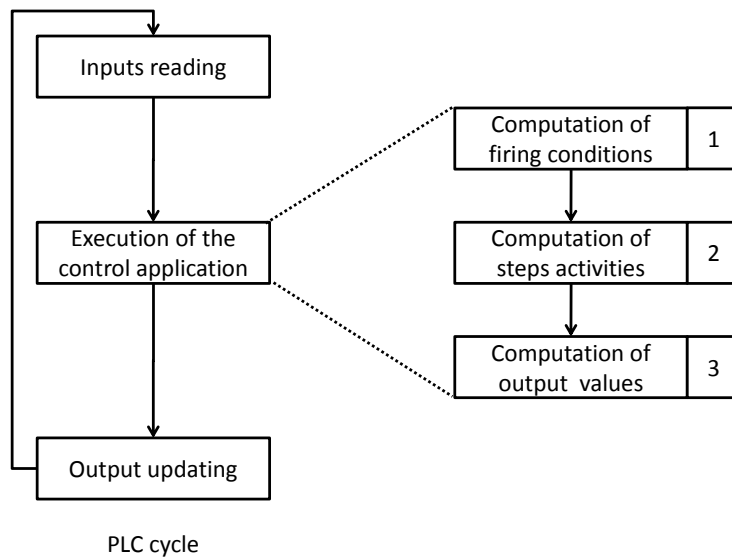 Inputs reading
Execution of the
control application
Output updating
PLC cycle
Computation of
firing conditions
1
Computation of
steps activities
2
Computation of
output values
3